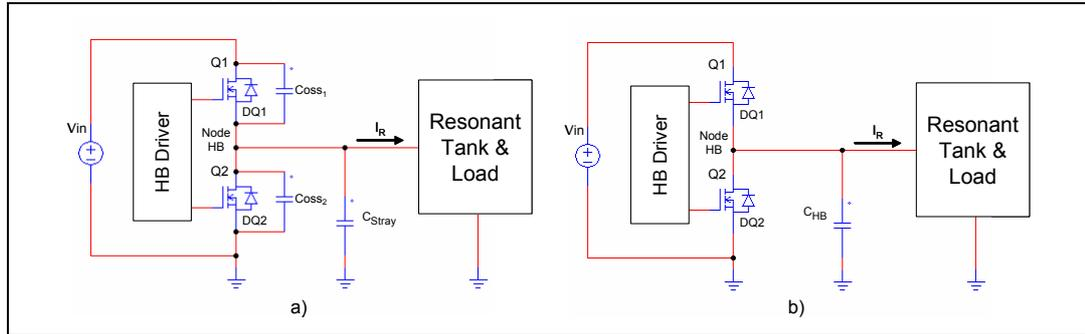 Q1
Coss1
DQ1
Vin
HB Driver
Node
HB
IR
Resonant
Tank &
Load
Q2
Coss2
DQ2
CStray
a)
Q1
DQ1
Vin
HB Driver
Node
HB
IR
Resonant
Tank &
Load
Q2
DQ2
CHB
b)